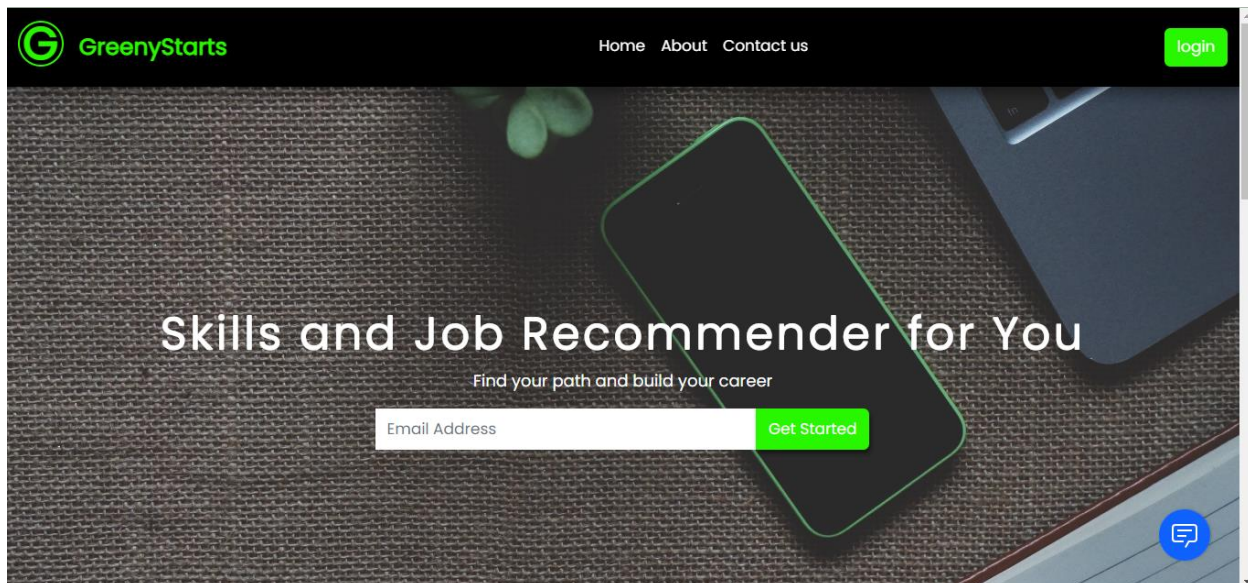 G GreenyStarts
Home About Contact us
login
Skills and Job Recommender for You
Find your path and build your career
Email Address
Get Started
In